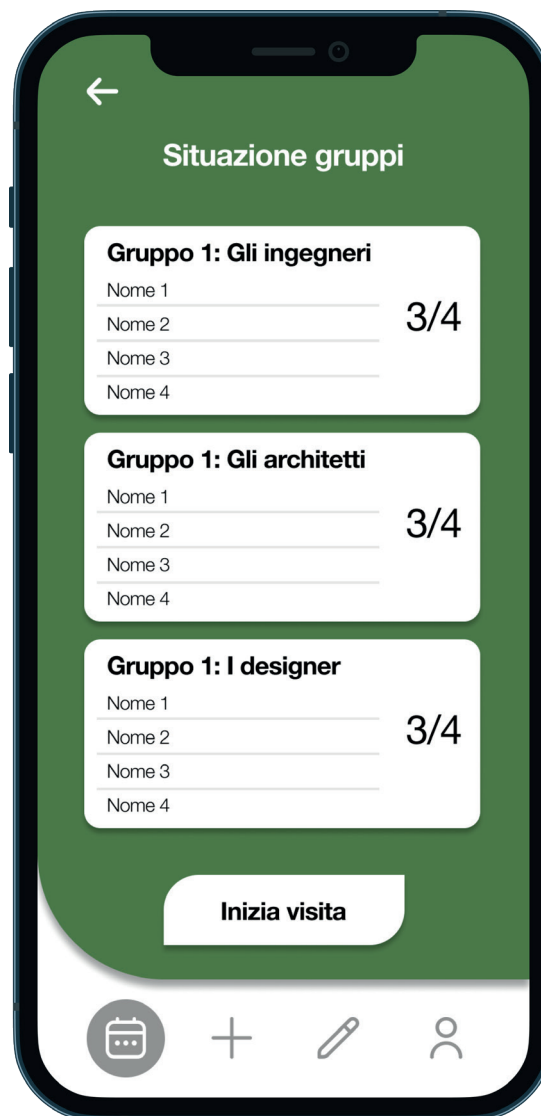 Situazione gruppi
Gruppo 1: Gli ingegneri
Nome 1
Nome 2
3/4
Nome 3
Nome 4
Gruppo 1: Gli architetti
Nome 1
Nome 2
3/4
Nome 3
Nome 4
Gruppo 1: I designer
Nome 1
Nome 2
3/4
Nome 3
Nome 4
Inizia visita